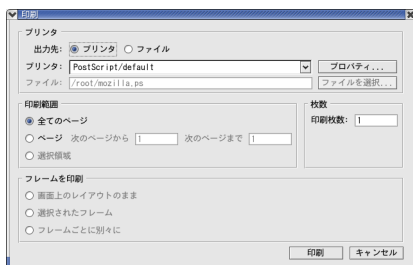 印刷
プリンタ
出力先: プリンタ ファイル
プリンタ: PostScript/default プロパティ...
ファイル: /root/mozilla.ps ファイルを選択...
印刷範囲
全てのページ
ページ 次のページから 1 次のページまで 1
選択領域
枚数
印刷枚数: 1
フレームを印刷
画面上のレイアウトのまま
選択されたフレーム
フレームごとに別々に
印刷 キャンセル